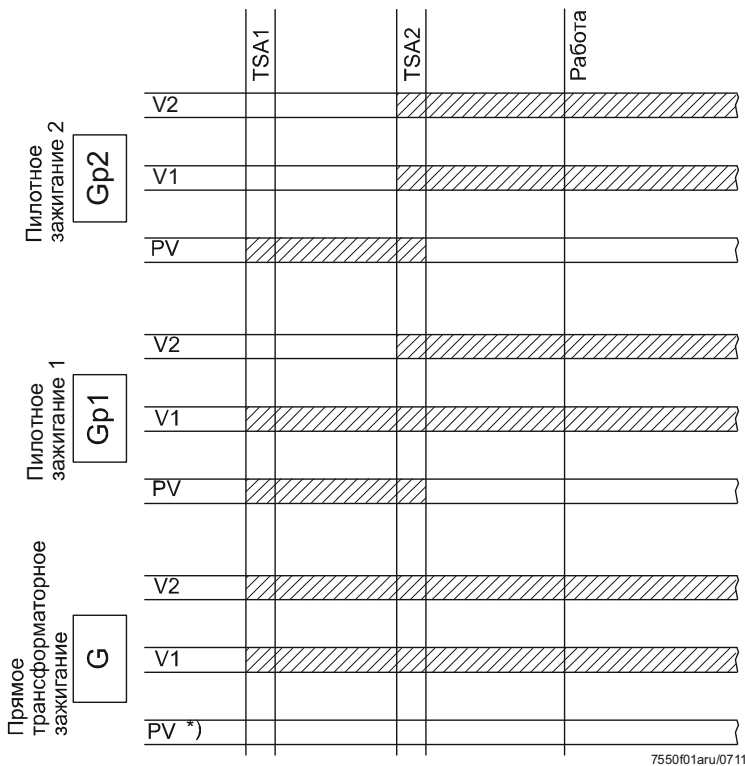 TSA1
TSA2
Работа
Пилотное
зажигание 2
Gp2
V2
V1
PV
Пилотное
зажигание 1
Gp1
V2
V1
PV
Прямое
трансформаторное
зажигание
G
V2
V1
PV *)
7550f01aru/0711